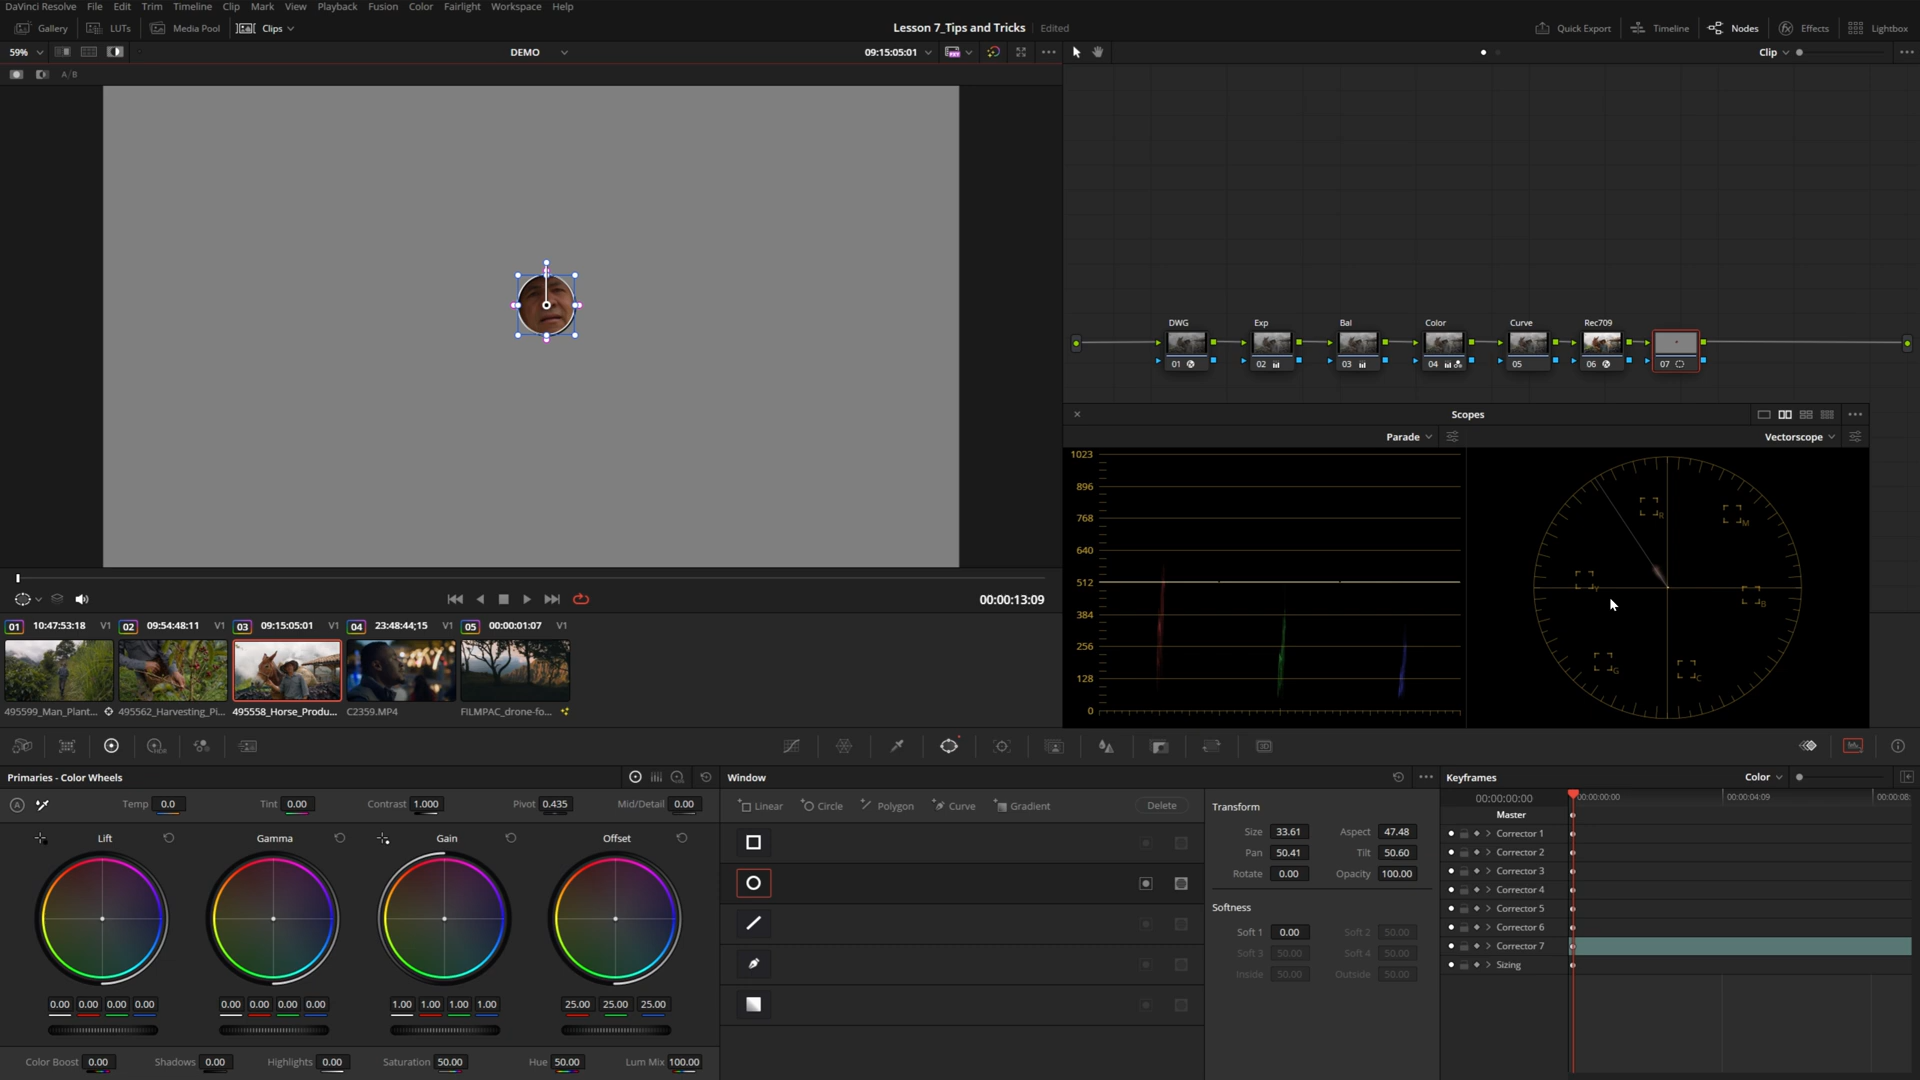 DaVinci Resolve File Edit Trim Timeline Clip Mark View Playback Fusion Color Fairlight Workspace Help
Gallery LUTs Media Pool Clips Lesson 7_Tips and Tricks Edited Quick Export Timeline Nodes Effects Lightbox
59% DEMO 09:15:05:01 Clip
A/B
DWG Exp Bal Color Curve Rec709
01 02 03 04 05 06 07
Scopes
Parade Vectorscope
1023
896
768
640
512
384
256
128
0
R
M
Y
B
G
C
00:00:13:09
01 10:47:53:18 V1 02 09:54:48:11 V1 03 09:15:05:01 V1 04 23:48:44;15 V1 05 00:00:01:07 V1
495599_Man_Plant... 495562_Harvesting_Pi... 495558_Horse_Produ... C2359.MP4 FILMPAC_drone-fo...
HDR
3D
Primaries - Color Wheels
A Temp 0.0 Tint 0.00 Contrast 1.000 Pivot 0.435 Mid/Detail 0.00
Lift Gamma Gain Offset
0.00 0.00 0.00 0.00 0.00 0.00 0.00 0.00 1.00 1.00 1.00 1.00 25.00 25.00 25.00
Color Boost 0.00 Shadows 0.00 Highlights 0.00 Saturation 50.00 Hue 50.00 Lum Mix 100.00
Window
Linear Circle Polygon Curve Gradient Delete
Transform
Size 33.61 Aspect 47.48
Pan 50.41 Tilt 50.60
Rotate 0.00 Opacity 100.00
Softness
Soft 1 0.00 Soft 2 50.00
Soft 3 50.00 Soft 4 50.00
Inside 50.00 Outside 50.00
Keyframes Color
00:00:00:00 00:00:00:00 00:00:04:09 00:00:08:
Master
Corrector 1
Corrector 2
Corrector 3
Corrector 4
Corrector 5
Corrector 6
Corrector 7
Sizing